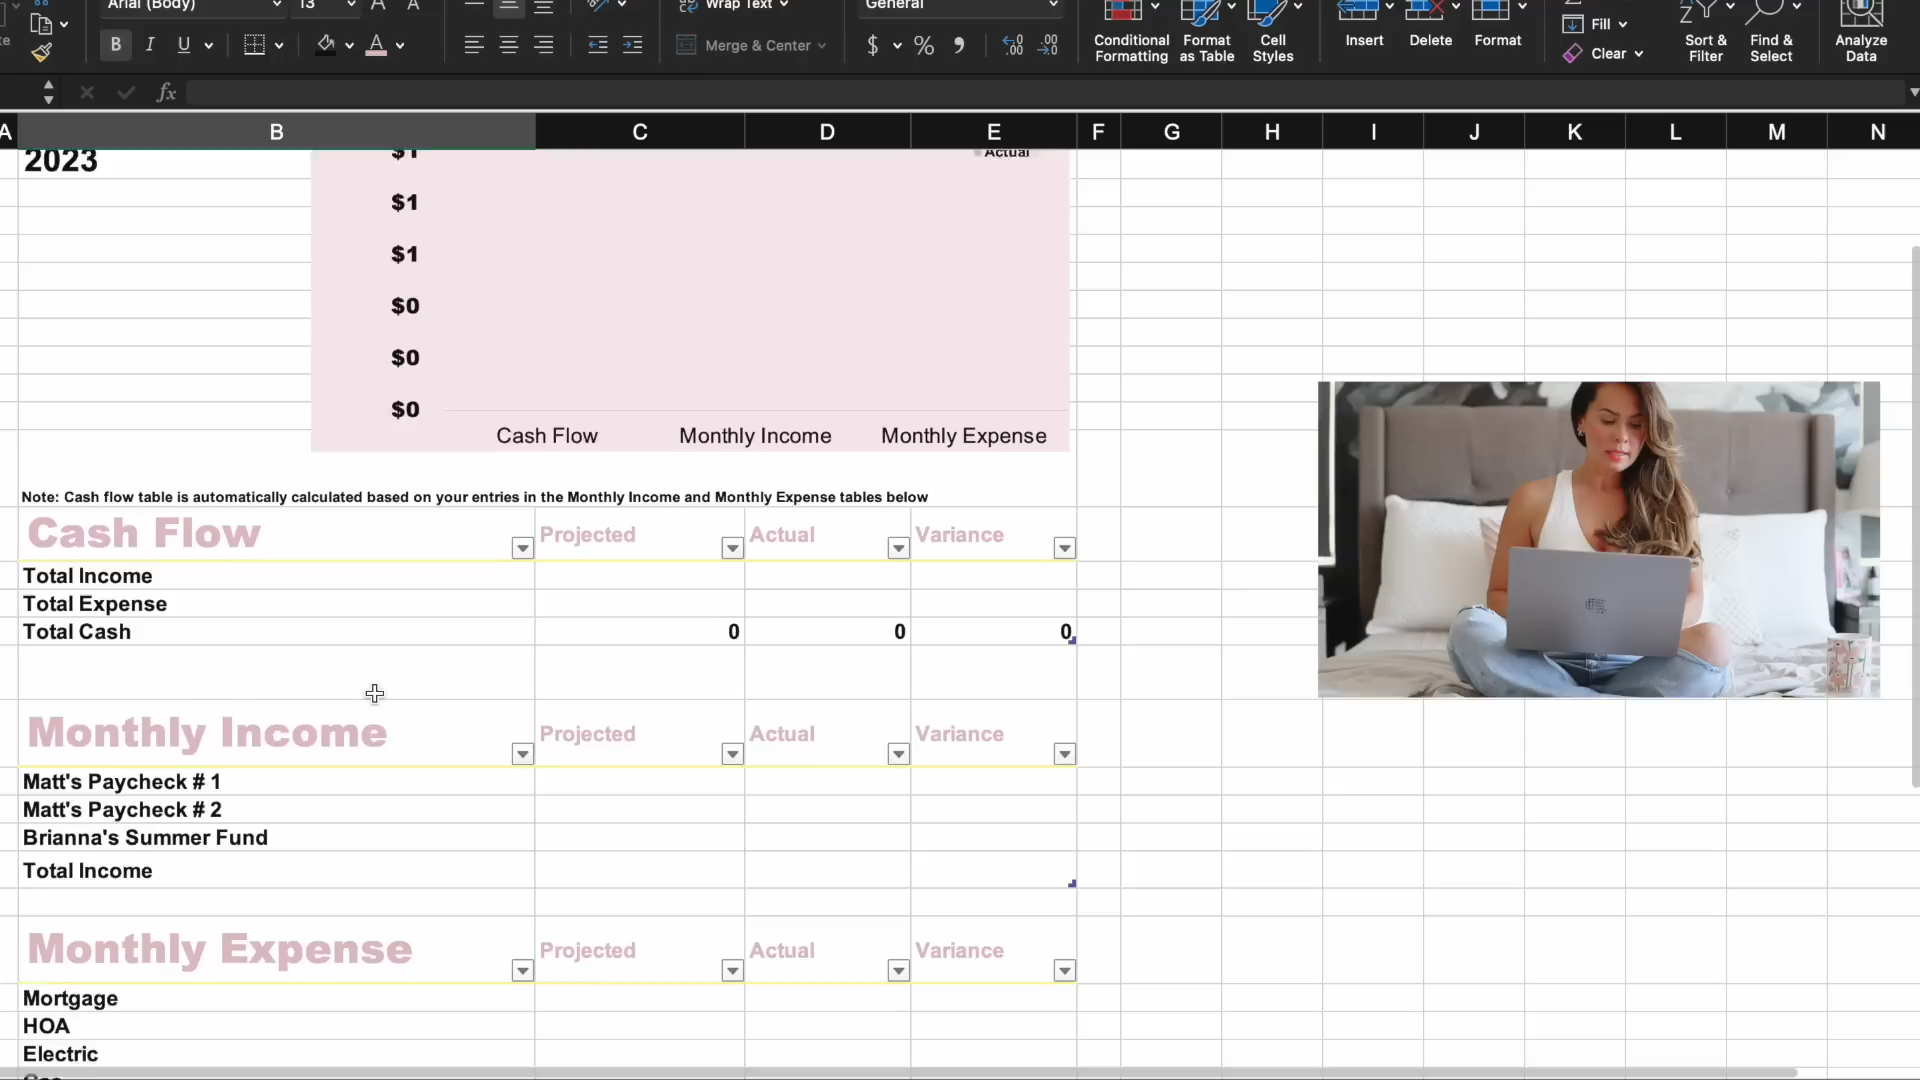 Arial (Body) 13 A A Wrap Text General
B I U Merge & Center $ % Conditional Formatting Format as Table Cell Styles Insert Delete Format Fill Clear Sort & Filter Find & Select Analyze Data
fx
A B C D E F G H I J K L M N
2023
$1 Actual
$1
$1
$0
$0
$0
Cash Flow Monthly Income Monthly Expense
Note: Cash flow table is automatically calculated based on your entries in the Monthly Income and Monthly Expense tables below
Cash Flow Projected Actual Variance
Total Income
Total Expense
Total Cash 0 0 0
Monthly Income Projected Actual Variance
Matt's Paycheck # 1
Matt's Paycheck # 2
Brianna's Summer Fund
Total Income
Monthly Expense Projected Actual Variance
Mortgage
HOA
Electric